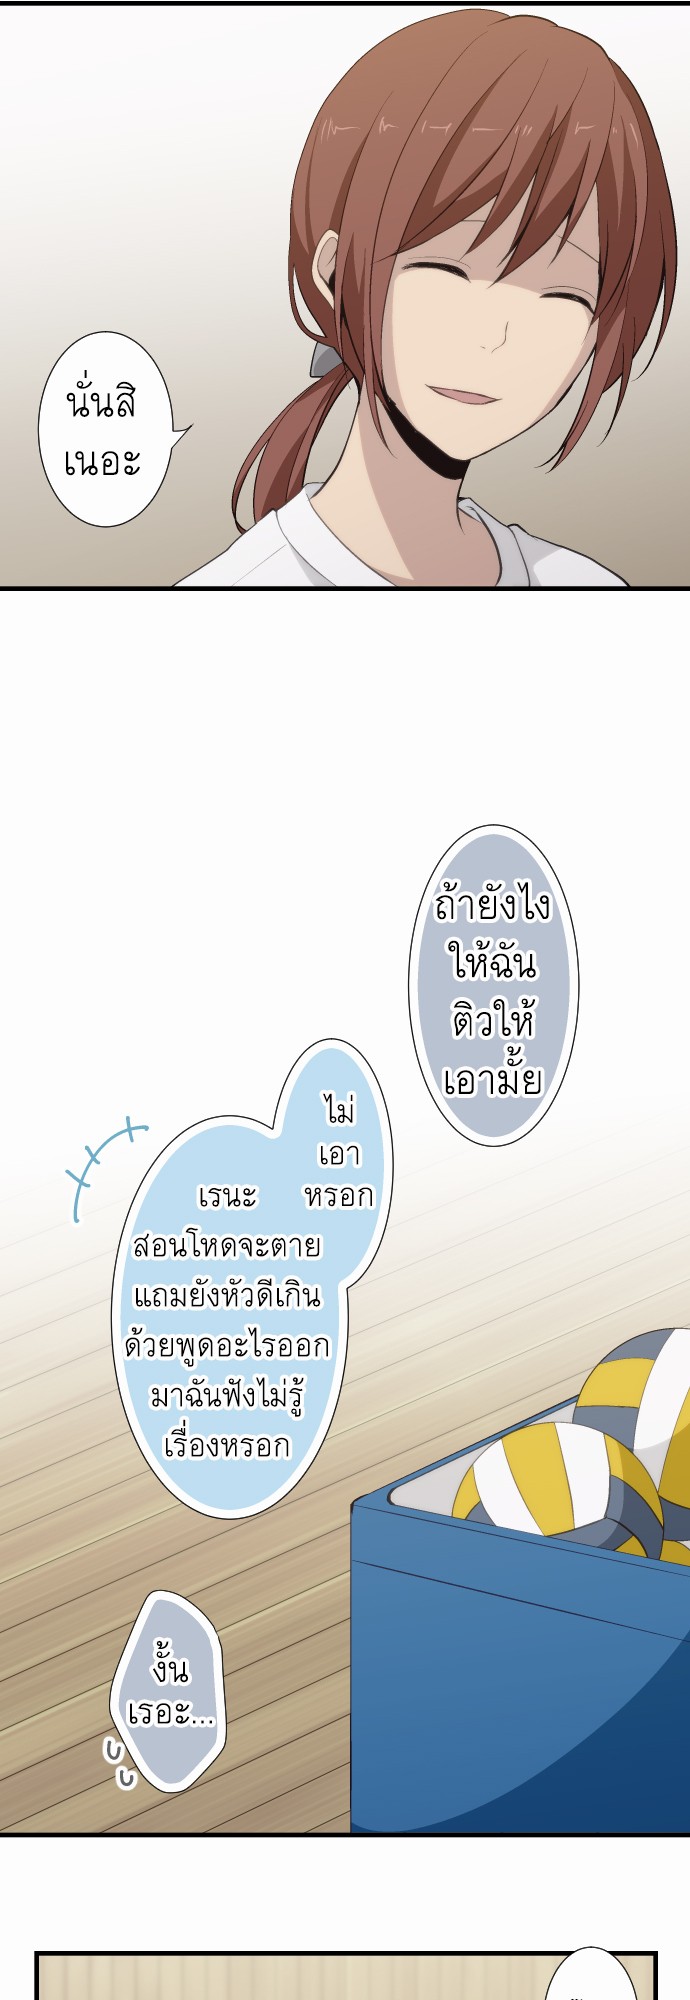 นั่นสิ
เนอะ
ถ้ายังไง
ให้ฉัน
ติวให้
เอามั้ย
ไม่
เอา
หรอก
เรนะ
สอนโหดจะตาย
แถมยังหัวดีเกิน
ด้วยพูดอะไรออก
มาฉันฟังไม่รู้
เรื่องหรอก
งั้น
เรอะ...